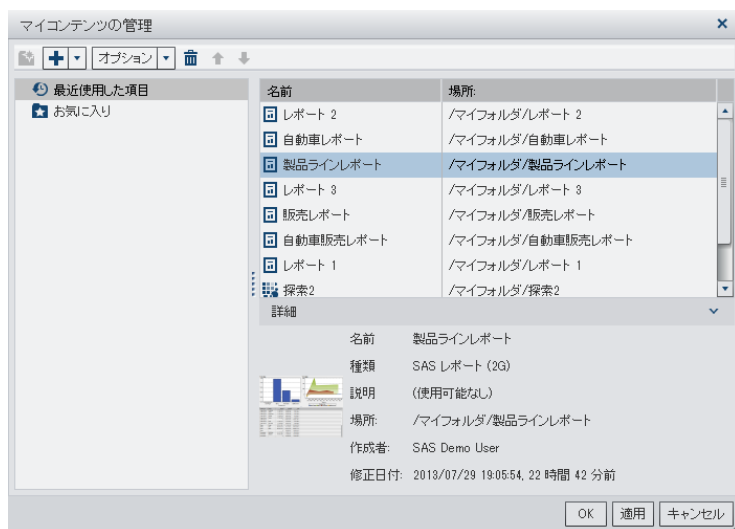 マイコンテンツの管理
オプション
最近使用した項目
お気に入り
名前 場所:
レポート 2 /マイフォルダ/レポート 2
自動車レポート /マイフォルダ/自動車レポート
製品ラインレポート /マイフォルダ/製品ラインレポート
レポート 3 /マイフォルダ/レポート 3
販売レポート /マイフォルダ/販売レポート
自動車販売レポート /マイフォルダ/自動車販売レポート
レポート 1 /マイフォルダ/レポート 1
探索2 /マイフォルダ/探索2
詳細
名前 製品ラインレポート
種類 SAS レポート (2G)
説明 (使用可能なし)
場所: /マイフォルダ/製品ラインレポート
作成者: SAS Demo User
修正日付: 2013/07/29 19:05:54, 22 時間 42 分前
OK 適用 キャンセル